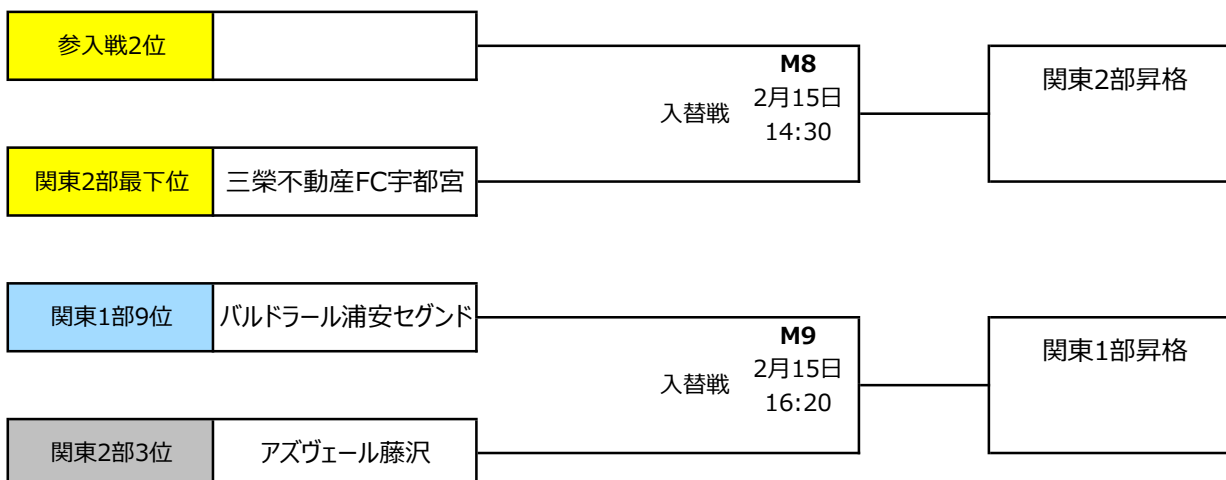 参入戦2位
M8
2月15日
14:30
入替戦
関東2部昇格
関東2部最下位 三榮不動産FC宇都宮
関東1部9位 バルドラール浦安セグンド
M9
2月15日
16:20
入替戦
関東1部昇格
関東2部3位 アズヴェール藤沢